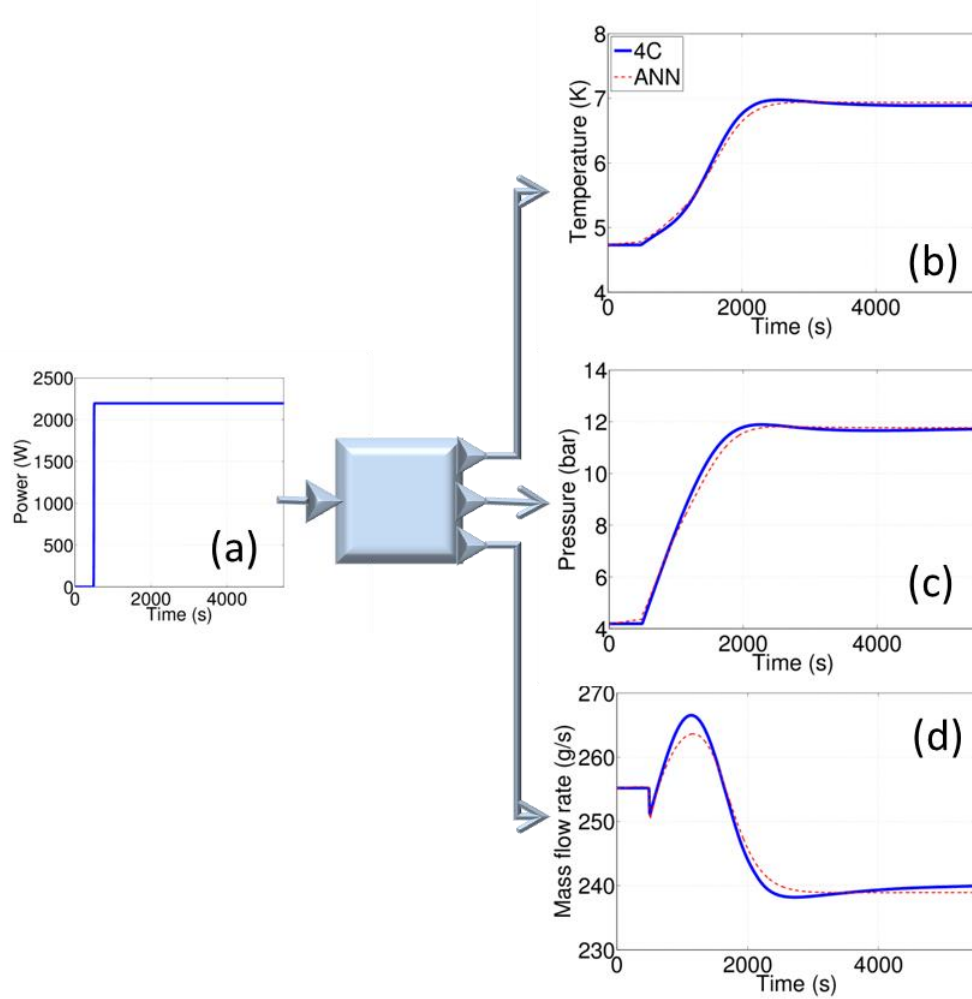 8
7
6
5
4
Temperature (K)
4C
ANN
(b)
0 2000 4000
Time (s)
2500
2000
1500
1000
500
0
Power (W)
(a)
0 2000 4000
Time (s)
14
12
10
8
6
4
Pressure (bar)
(c)
0 2000 4000
Time (s)
270
260
250
240
230
Mass flow rate (g/s)
(d)
0 2000 4000
Time (s)